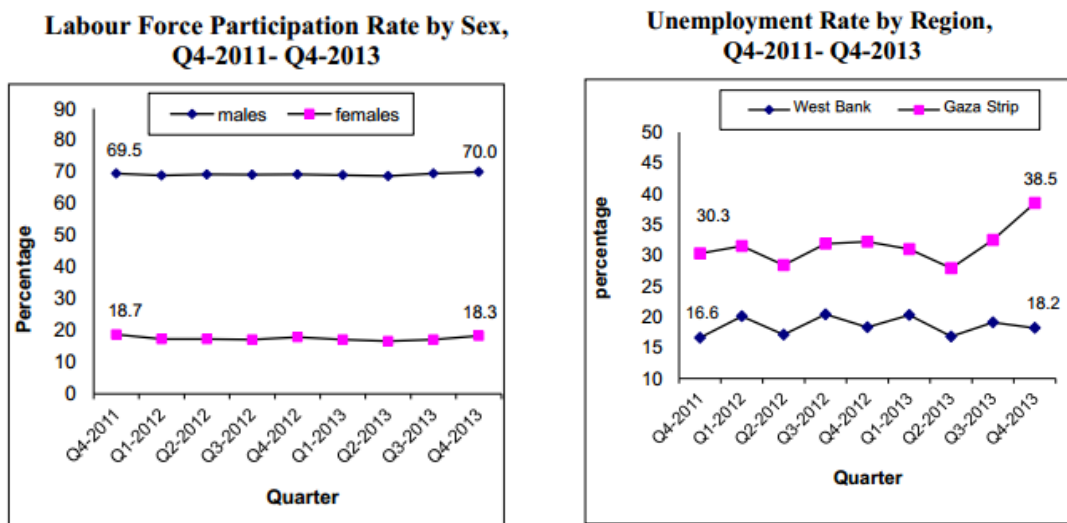 Labour Force Participation Rate by Sex,
Q4-2011- Q4-2013
males females
90
80
70
60
50
40
30
20
10
0
69.5 70.0
18.7 18.3
Percentage
Q4-2011 Q1-2012 Q2-2012 Q3-2012 Q4-2012 Q1-2013 Q2-2013 Q3-2013 Q4-2013
Quarter
Unemployment Rate by Region,
Q4-2011- Q4-2013
West Bank Gaza Strip
50
45
40
35
30
25
20
15
10
38.5
30.3
16.6 18.2
percentage
Q4-2011 Q1-2012 Q2-2012 Q3-2012 Q4-2012 Q1-2013 Q2-2013 Q3-2013 Q4-2013
Quarter